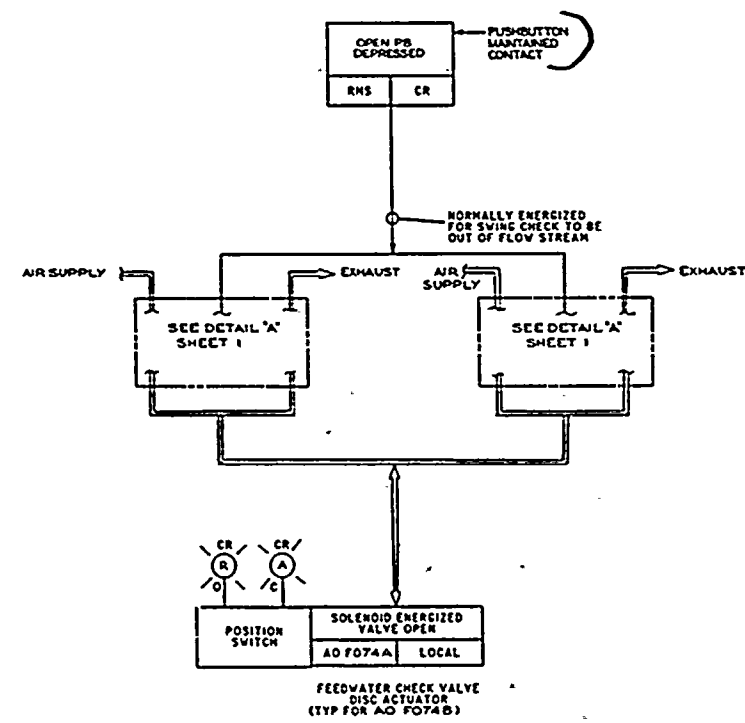 OPEN PB
DEPRESSED
RMS CR
PUSHBUTTON
MAINTAINED
CONTACT
NORMALLY ENERGIZED
FOR SWING CHECK TO BE
OUT OF FLOW STREAM
AIR SUPPLY
EXHAUST
AIR
SUPPLY
EXHAUST
SEE DETAIL "A"
SHEET 1
SEE DETAIL "A"
SHEET 1
CR CR
R A
O C
POSITION
SWITCH
SOLENOID ENERGIZED
VALVE OPEN
AO F074A LOCAL
FEEDWATER CHECK VALVE
DISC ACTUATOR
(TYP FOR AO F074B)